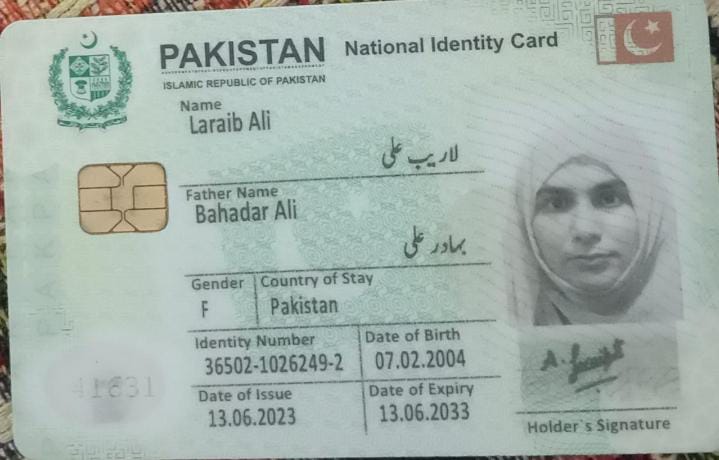 PAKISTAN National Identity Card
ISLAMIC REPUBLIC OF PAKISTAN
Name
Laraib Ali
لاریب علی
Father Name
Bahadar Ali
بہادر علی
Gender Country of Stay
F Pakistan
Identity Number Date of Birth
36502-1026249-2 07.02.2004
Date of Issue Date of Expiry
13.06.2023 13.06.2033
Holder`s Signature